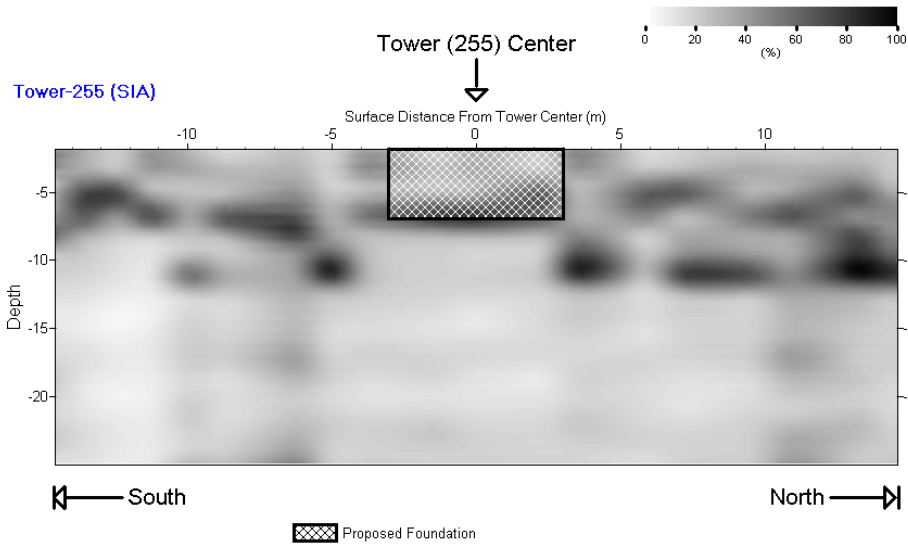 0 20 40 60 80 100
(%)
Tower (255) Center
Tower-255 (SIA)
Surface Distance From Tower Center (m)
-10 -5 0 5 10
-5
-10
-15
-20
Depth
South
North
Proposed Foundation